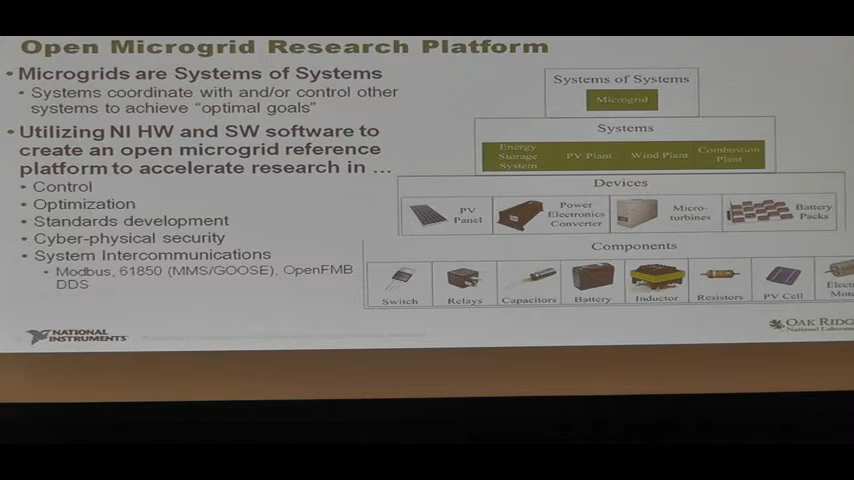 Open Microgrid Research Platform
• Microgrids are Systems of Systems
• Systems coordinate with and/or control other
systems to achieve “optimal goals”
• Utilizing NI HW and SW software to
create an open microgrid reference
platform to accelerate research in ...
• Control
• Optimization
• Standards development
• Cyber-physical security
• System Intercommunications
• Modbus, 61850 (MMS/GOOSE), OpenFMB
DDS
Systems of Systems
Microgrid
Systems
Energy
Storage
System
PV Plant
Wind Plant
Combustion
Plant
Devices
PV
Panel
Power
Electronics
Converter
Micro-
turbines
Battery
Packs
Components
Switch
Relays
Capacitors
Battery
Inductor
Resistors
PV Cell
Elect
Moto
NATIONAL
INSTRUMENTS
OAK RIDG
National Laborato